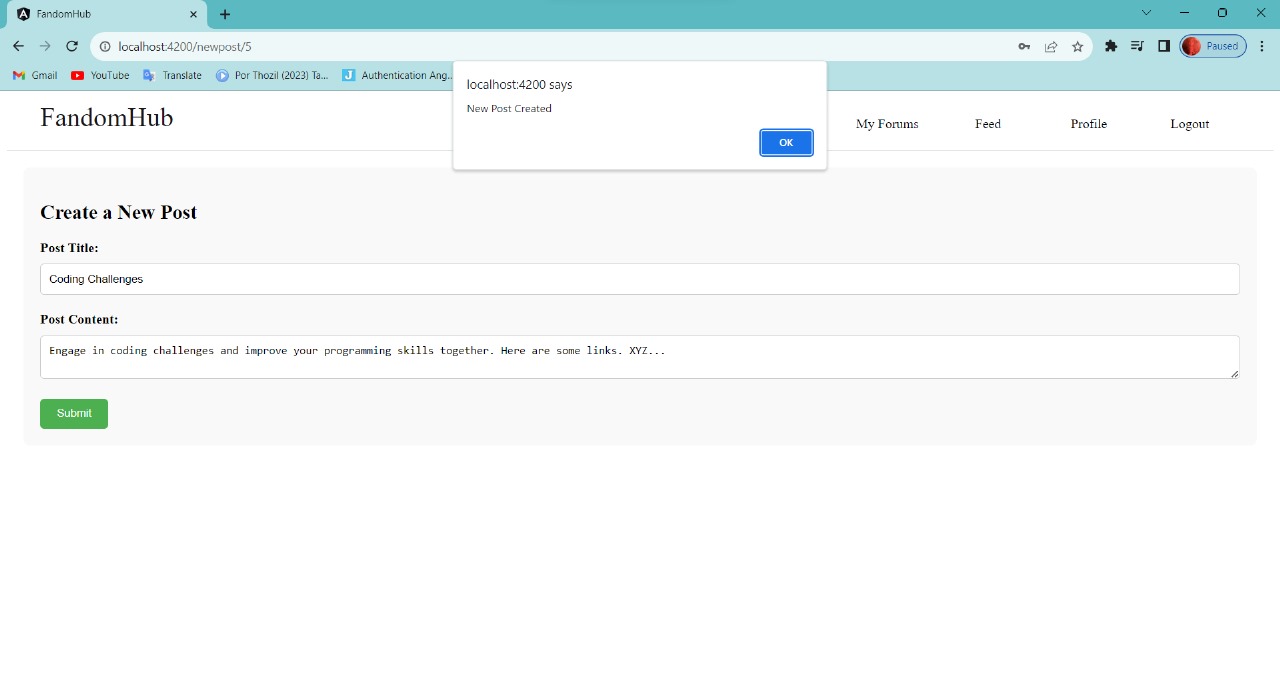 FandomHub
localhost:4200/newpost/5
Paused
Gmail
YouTube
Translate
Por Thozil (2023) Ta...
Authentication Ang...
localhost:4200 says
New Post Created
OK
FandomHub
My Forums
Feed
Profile
Logout
Create a New Post
Post Title:
Coding Challenges
Post Content:
Engage in coding challenges and improve your programming skills together. Here are some links. XYZ...
Submit